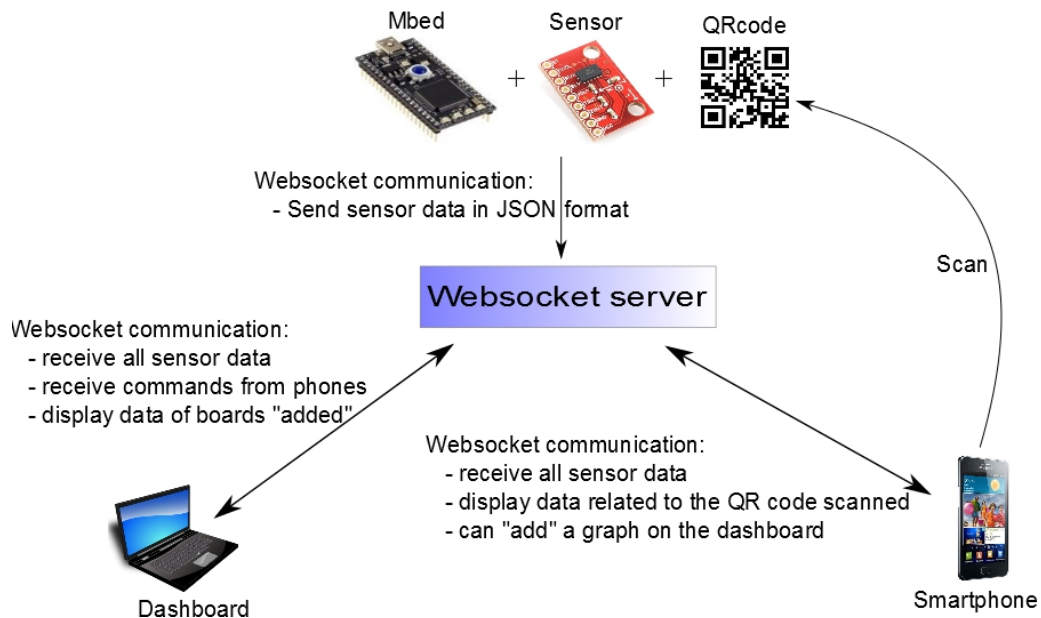 Mbed
Sensor
QRcode
+
+
Websocket communication:
- Send sensor data in JSON format
Scan
Websocket server
Websocket communication:
- receive all sensor data
- receive commands from phones
- display data of boards "added"
Websocket communication:
- receive all sensor data
- display data related to the QR code scanned
- can "add" a graph on the dashboard
Dashboard
Smartphone